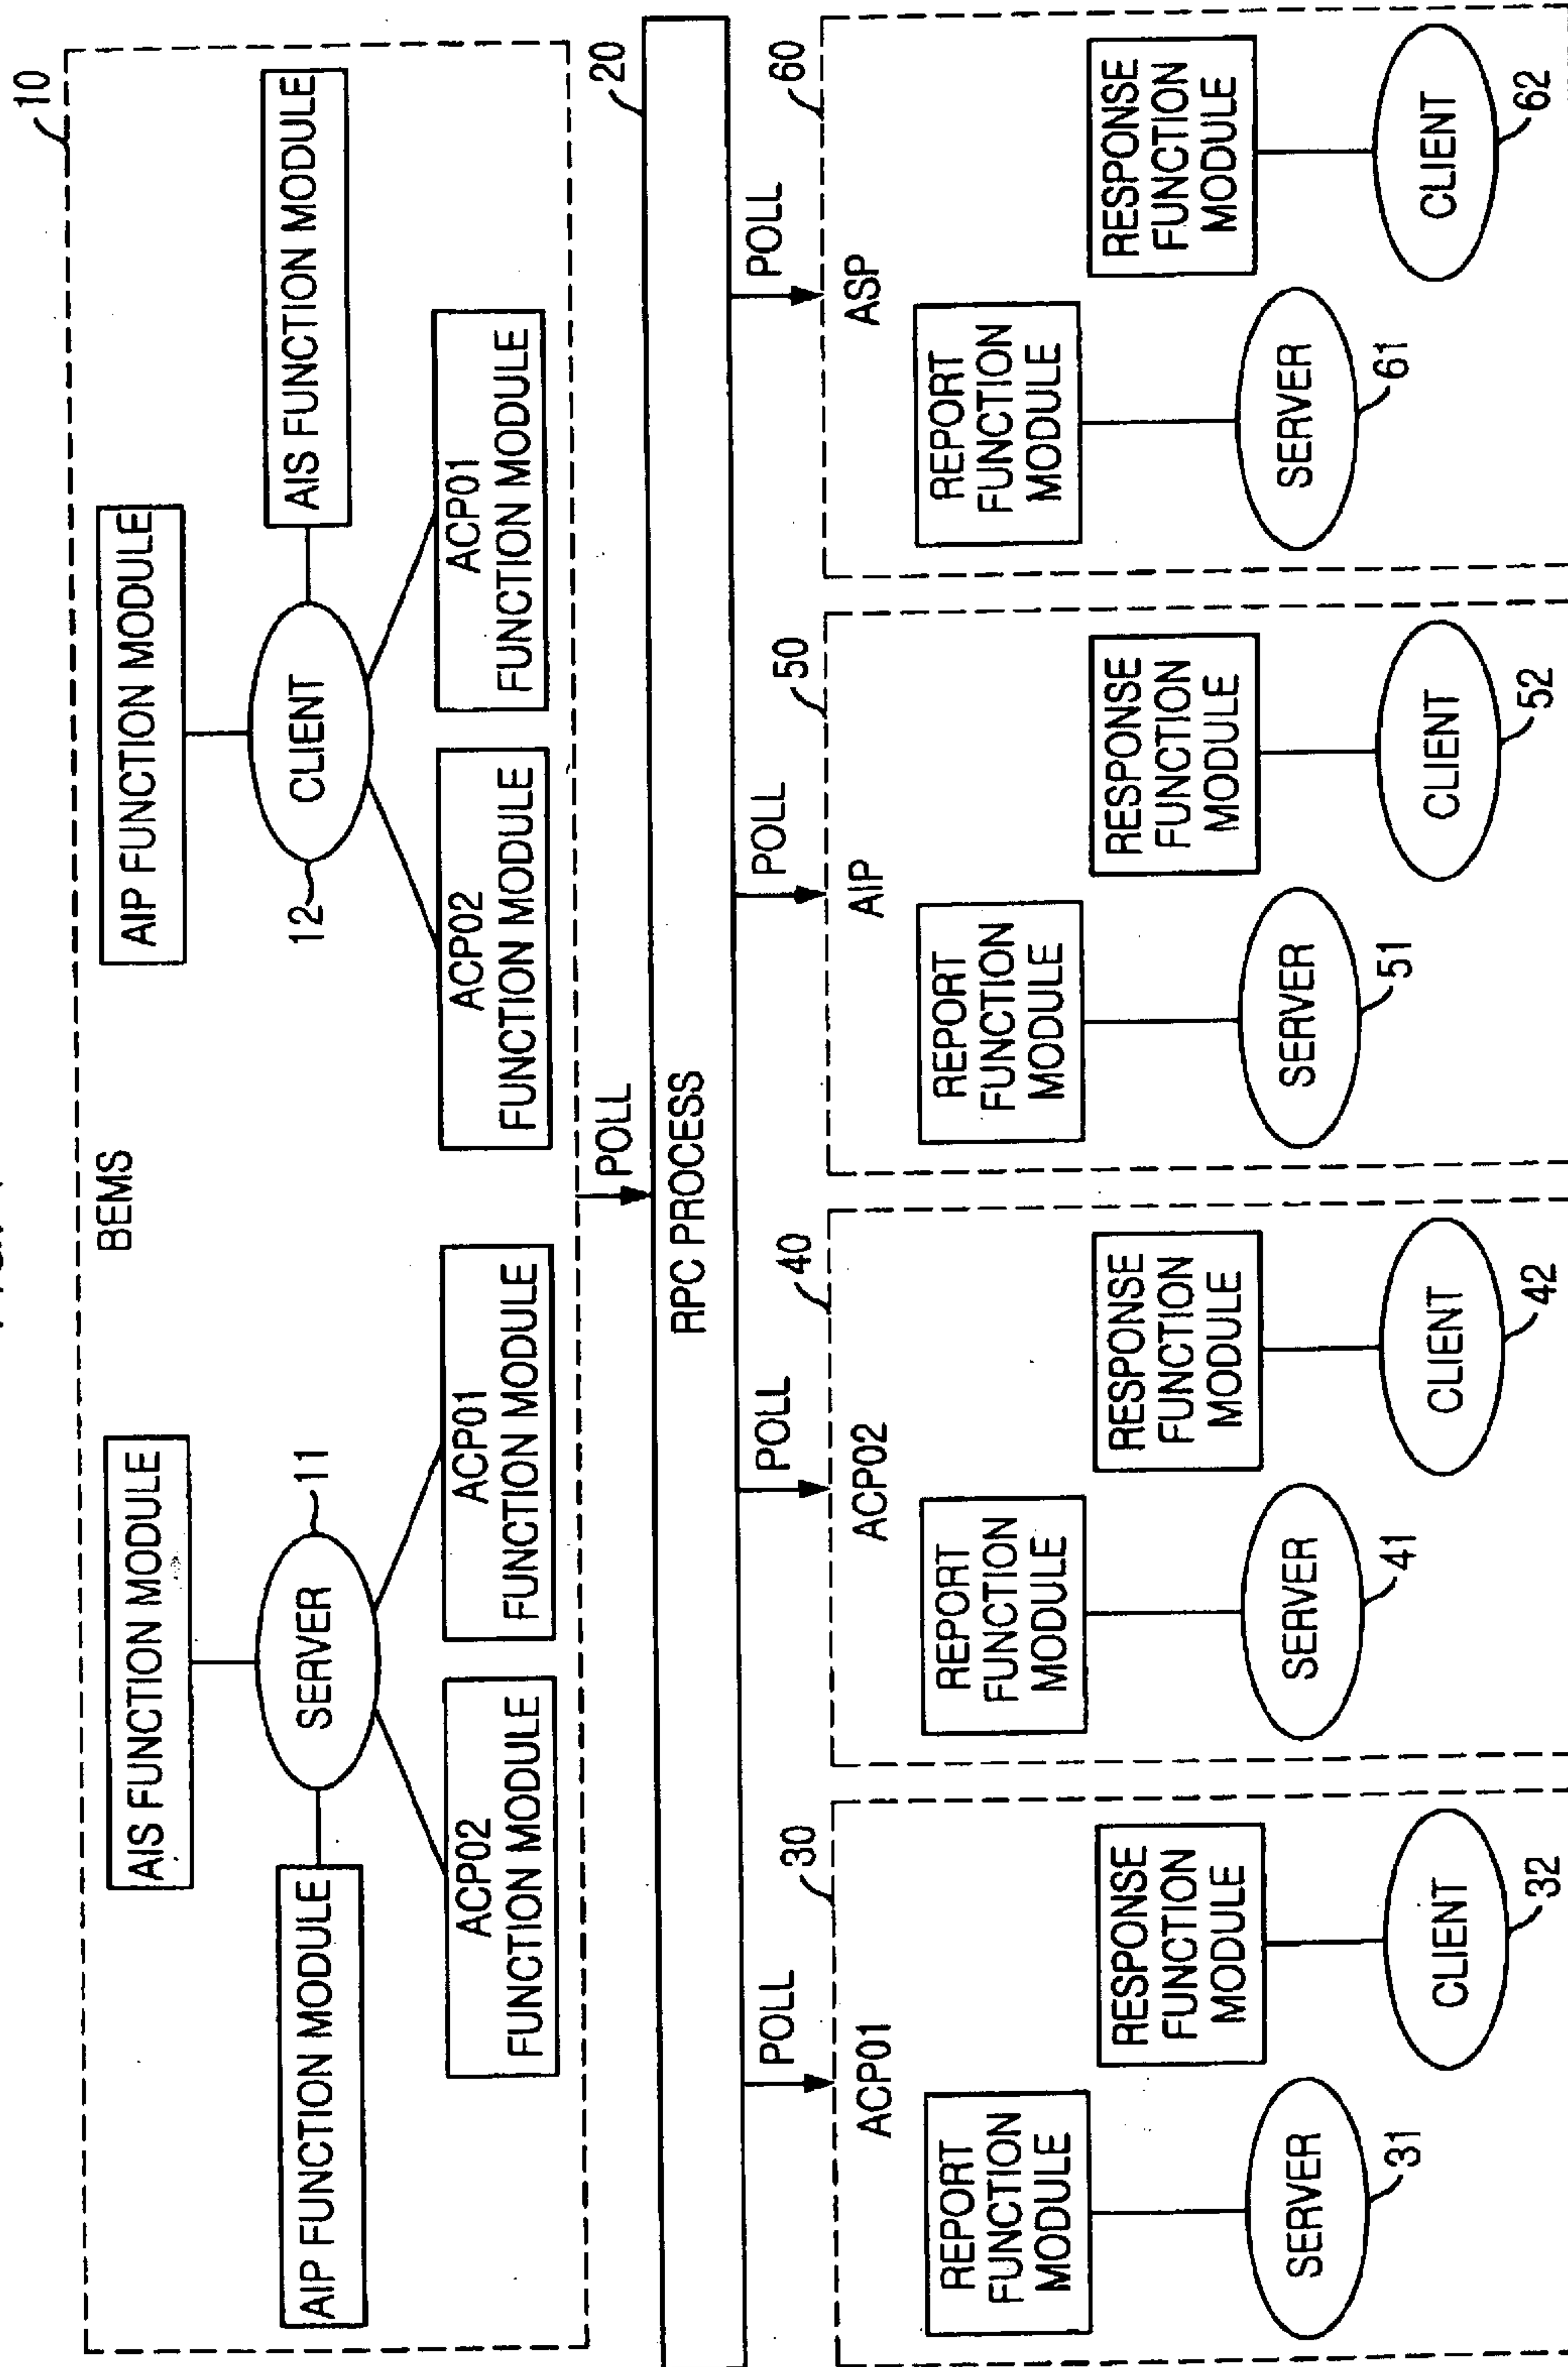 10
BEMS
AIS FUNCTION MODULE
AIP FUNCTION MODULE
SERVER
11
ACP02
FUNCTION MODULE
ACP01
FUNCTION MODULE
AIP FUNCTION MODULE
12
CLIENT
AIS FUNCTION MODULE
ACP02
FUNCTION MODULE
ACP01
FUNCTION MODULE
POLL
20
RPC PROCESS
POLL
30
ACP01
REPORT
FUNCTION
MODULE
SERVER
31
RESPONSE
FUNCTION
MODULE
CLIENT
32
POLL
40
ACP02
REPORT
FUNCTION
MODULE
SERVER
41
RESPONSE
FUNCTION
MODULE
CLIENT
42
POLL
50
AIP
REPORT
FUNCTION
MODULE
SERVER
51
RESPONSE
FUNCTION
MODULE
CLIENT
52
POLL
60
ASP
REPORT
FUNCTION
MODULE
SERVER
61
RESPONSE
FUNCTION
MODULE
CLIENT
62